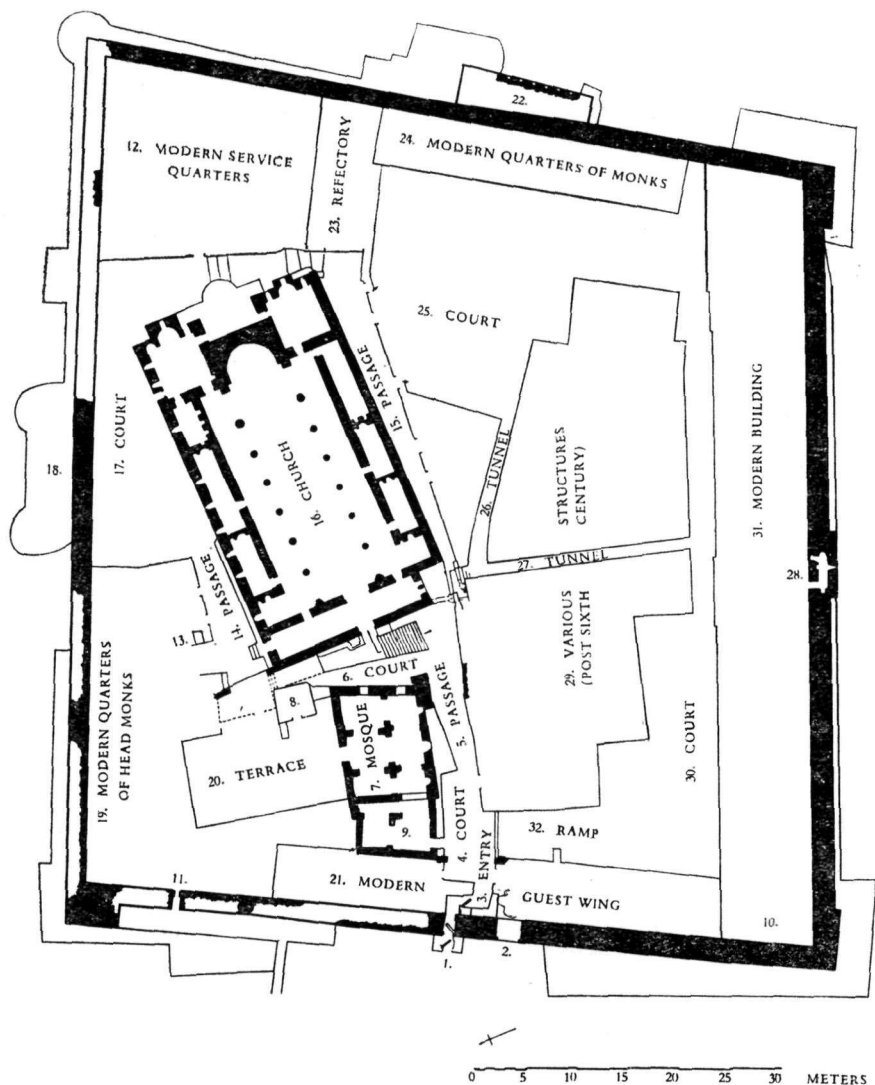 22.
12. MODERN SERVICE
QUARTERS
23. REFECTORY
24. MODERN QUARTERS OF MONKS
25. COURT
15. PASSAGE
17. COURT
18.
16. CHURCH
26. TUNNEL
STRUCTURES
CENTURY)
31. MODERN BUILDING
27. TUNNEL
28.
14. PASSAGE
13.
6. COURT
29. VARIOUS
(POST SIXTH
5. PASSAGE
8.
7. MOSQUE
19. MODERN QUARTERS
OF HEAD MONKS
20. TERRACE
30. COURT
9.
4. COURT
32. RAMP
3. ENTRY
21. MODERN
GUEST WING
11.
10.
1.
2.
0 5 10 15 20 25 30 METERS